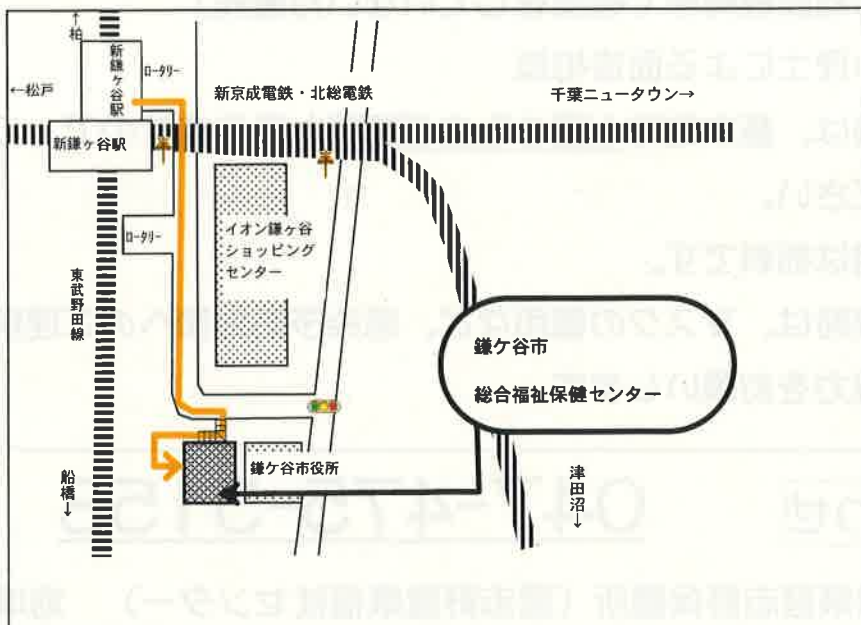 ↑柏
新鎌ヶ谷駅
ロータリー
←松戸
新京成電鉄・北総電鉄
千葉ニュータウン→
新鎌ヶ谷駅
ロータリー
イオン鎌ヶ谷
ショッピング
センター
東武野田線
鎌ケ谷市
総合福祉保健センター
鎌ケ谷市役所
船橋↓
津田沼↓